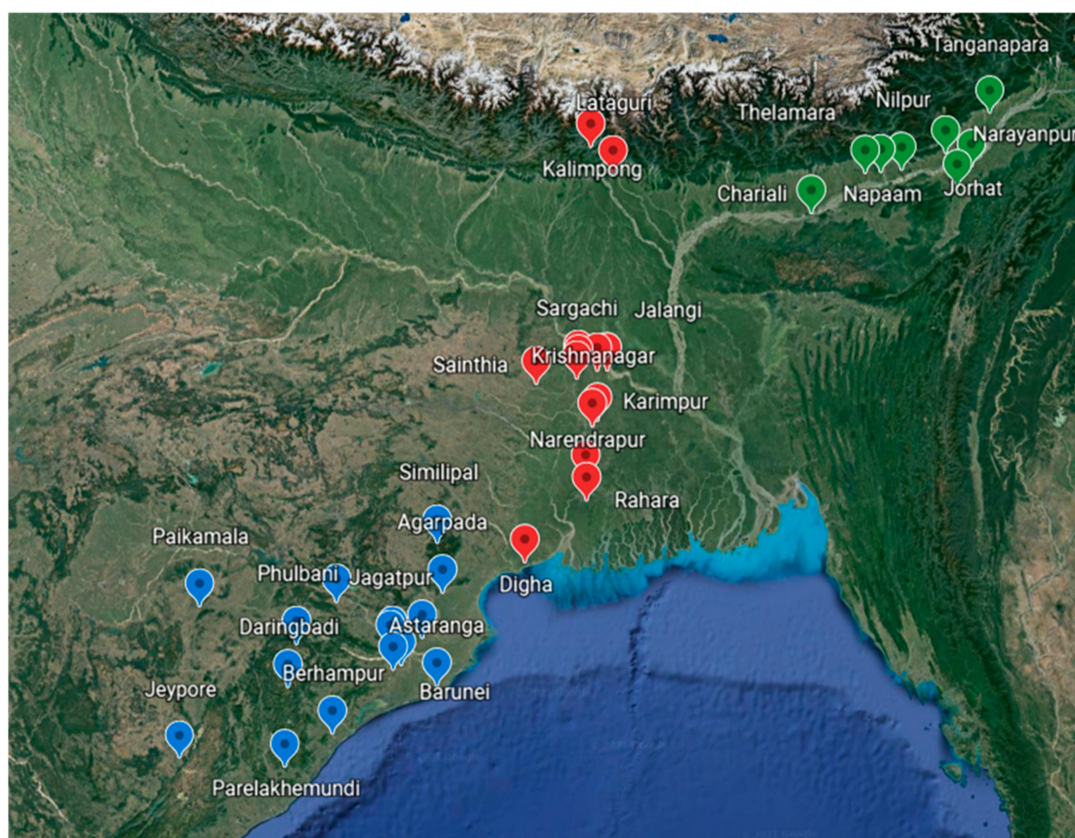 Tanganapara
Lataguri
Nilpur
Thelamara
Narayanpur
Kalimpong
Chariali
Napaam
Jorhat
Sargachi
Jalangi
Krishnanagar
Sainthia
Karimpur
Narendrapur
Similipal
Rahara
Agarpada
Paikamala
Phulbani
Jagatpur
Digha
Daringbadi
Astaranga
Berhampur
Jeypore
Barunei
Parelakhemundi